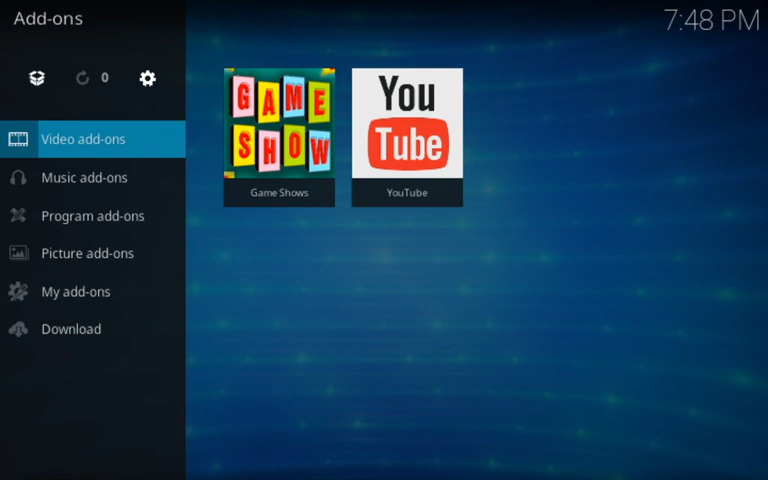 Add-ons
7:48 PM
0
Video add-ons
Music add-ons
Program add-ons
Picture add-ons
My add-ons
Download
GAME
SHOW
Game Shows
You
Tube
YouTube